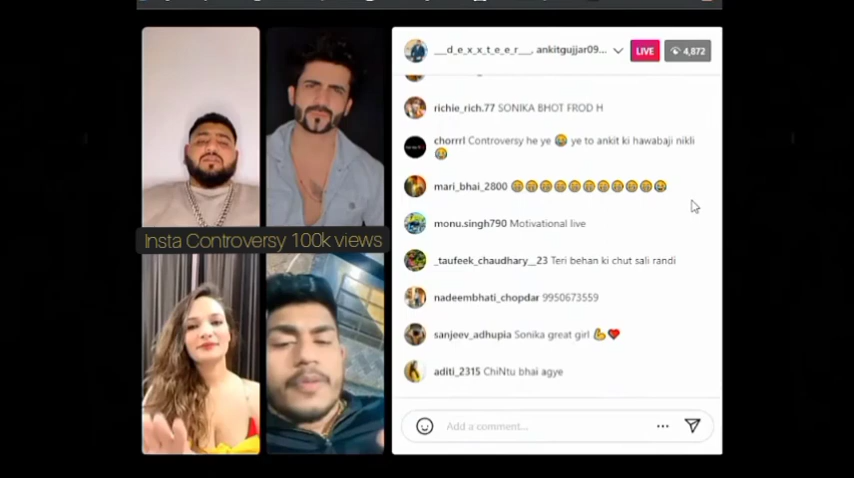 ___d_e_x_x_t_e_e_r___, ankitgujjar09...
LIVE
4,872
richie_rich.77 SONIKA BHOT FROD H
chorrrl Controversy he ye 😂 ye to ankit ki hawabaji nikli
😂
mari_bhai_2800 😂😂😂😂😂😂😂😂😂😂😂
monu.singh790 Motivational live
_taufeek_chaudhary__23 Teri behan ki chut sali randi
nadeembhati_chopdar 9950673559
sanjeev_adhupia Sonika great girl 💪❤️
aditi_2315 ChiNtu bhai agye
Add a comment...
Insta Controversy 100k views